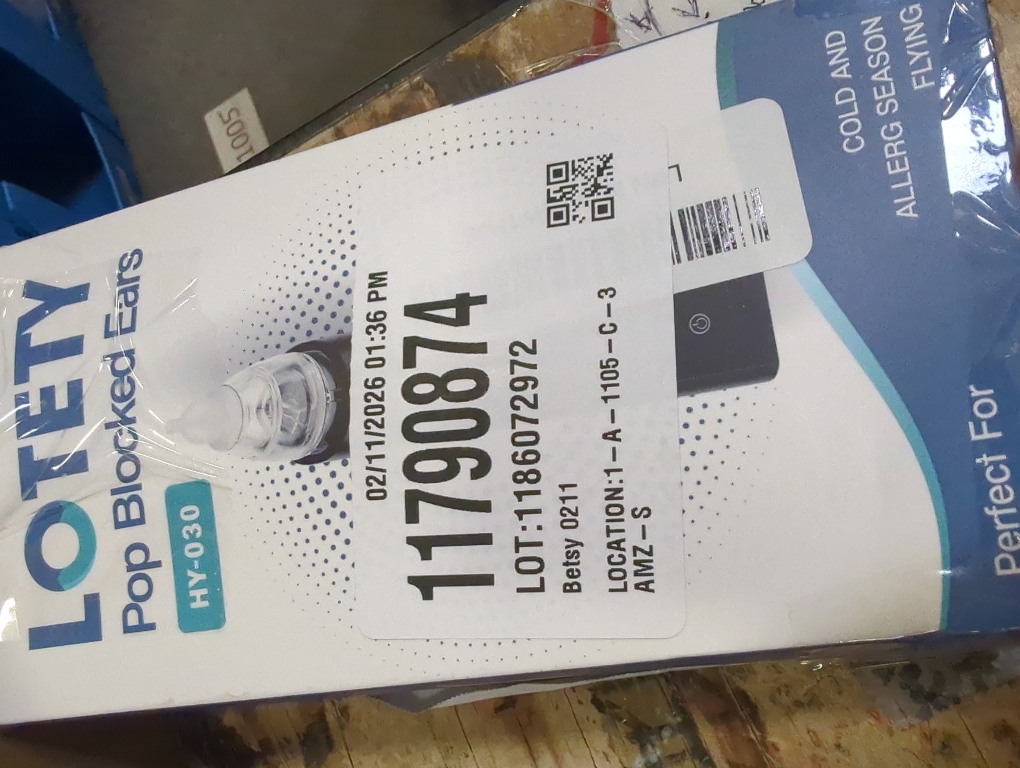 LOTETY
Pop Blocked Ears
HY-030
02/11/2026 01:36 PM
11790874
LOT:1186072972
Betsy 0211
LOCATION:1-A-1105-C-3
AMZ-S
COLD AND
ALLERG SEASON
FLYING
Perfect For
1005